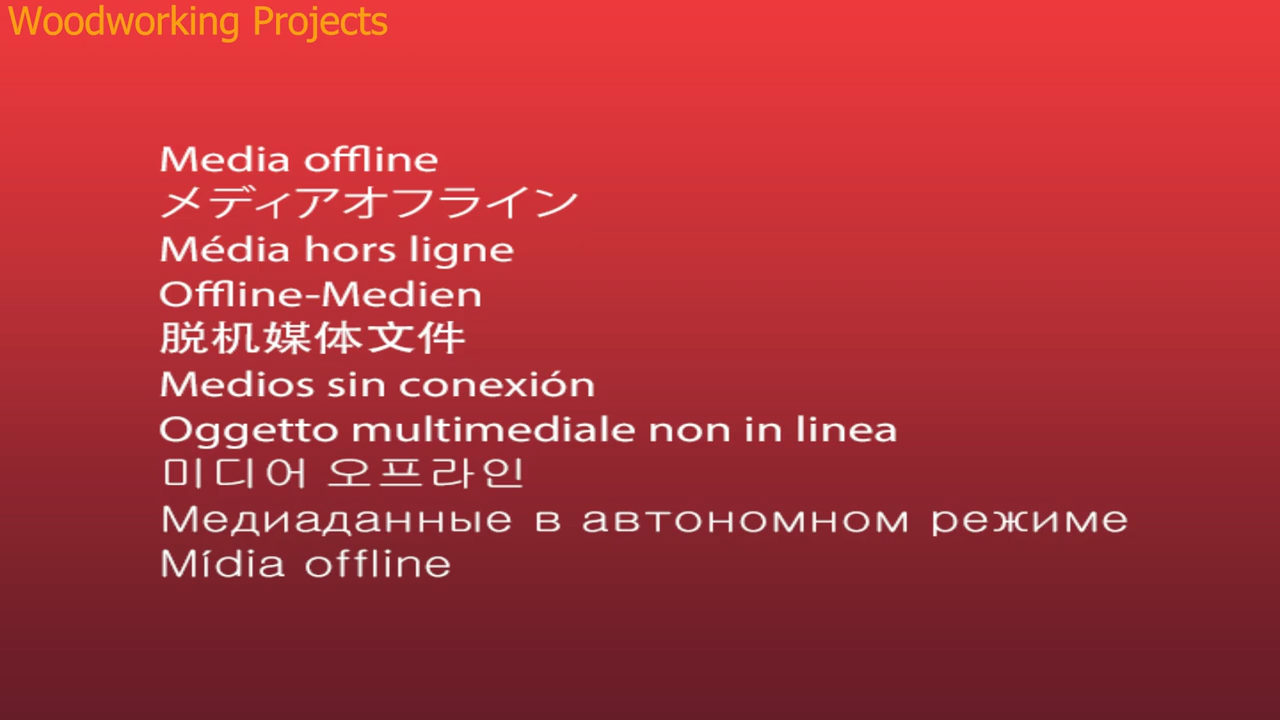 Woodworking Projects
Media offline
メディアオフライン
Média hors ligne
Offline-Medien
脱机媒体文件
Medios sin conexión
Oggetto multimediale non in linea
미디어 오프라인
Медиаданные в автономном режиме
Mídia offline